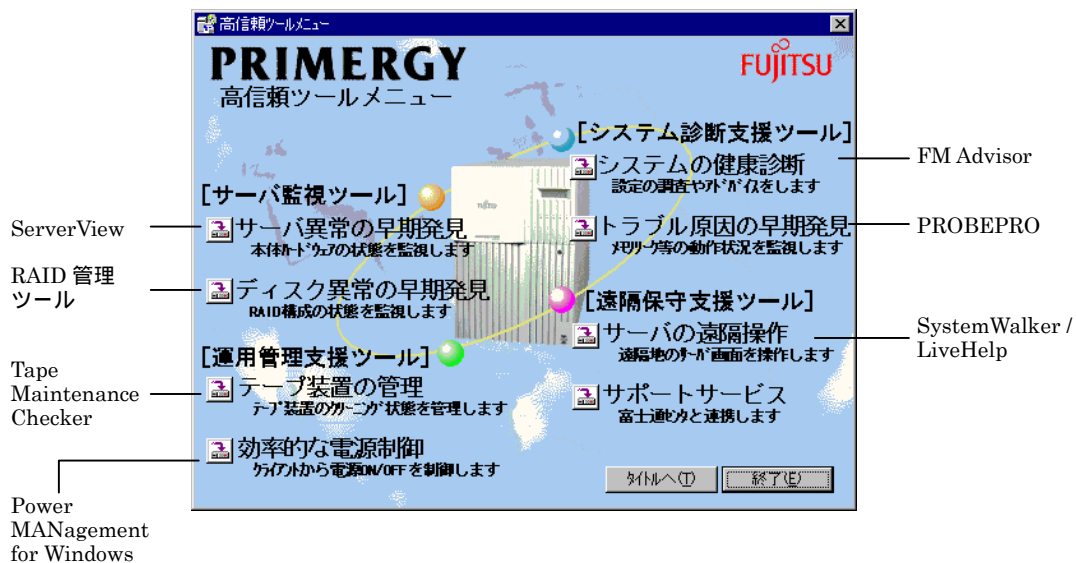 高信頼ツールメニュー
PRIMERGY
高信頼ツールメニュー
FUJITSU
[サーバ監視ツール]
サーバ異常の早期発見
本体ハードウェアの状態を監視します
ディスク異常の早期発見
RAID構成の状態を監視します
[運用管理支援ツール]
テープ装置の管理
テープ装置のクリーニング状態を管理します
効率的な電源制御
クライアントから電源ON/OFFを制御します
[システム診断支援ツール]
システムの健康診断
設定の調査やアドバイスをします
トラブル原因の早期発見
メモリリーク等の動作状況を監視します
[遠隔保守支援ツール]
サーバの遠隔操作
遠隔地のサーバ画面を操作します
サポートサービス
富士通センタと連携します
タイトルへ(T)
終了(E)
ServerView
RAID 管理
ツール
Tape
Maintenance
Checker
Power
MANagement
for Windows
FM Advisor
PROBEPRO
SystemWalker /
LiveHelp
FUJITSU